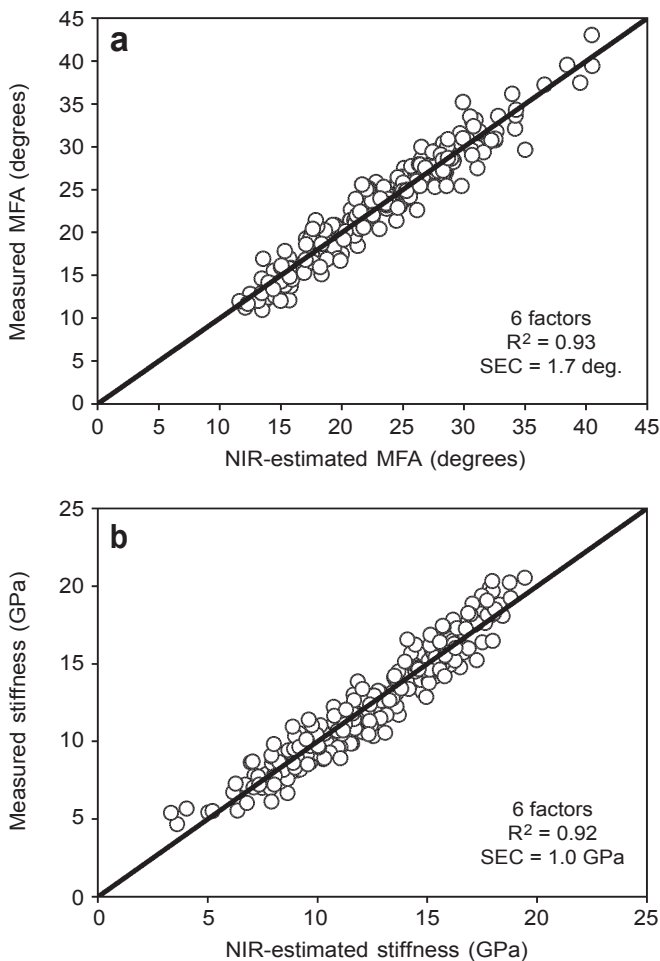 a
Measured MFA (degrees)
45
40
35
30
25
20
15
10
5
0
6 factors
R² = 0.93
SEC = 1.7 deg.
0 5 10 15 20 25 30 35 40 45
NIR-estimated MFA (degrees)
b
Measured stiffness (GPa)
25
20
15
10
5
0
6 factors
R² = 0.92
SEC = 1.0 GPa
0 5 10 15 20 25
NIR-estimated stiffness (GPa)